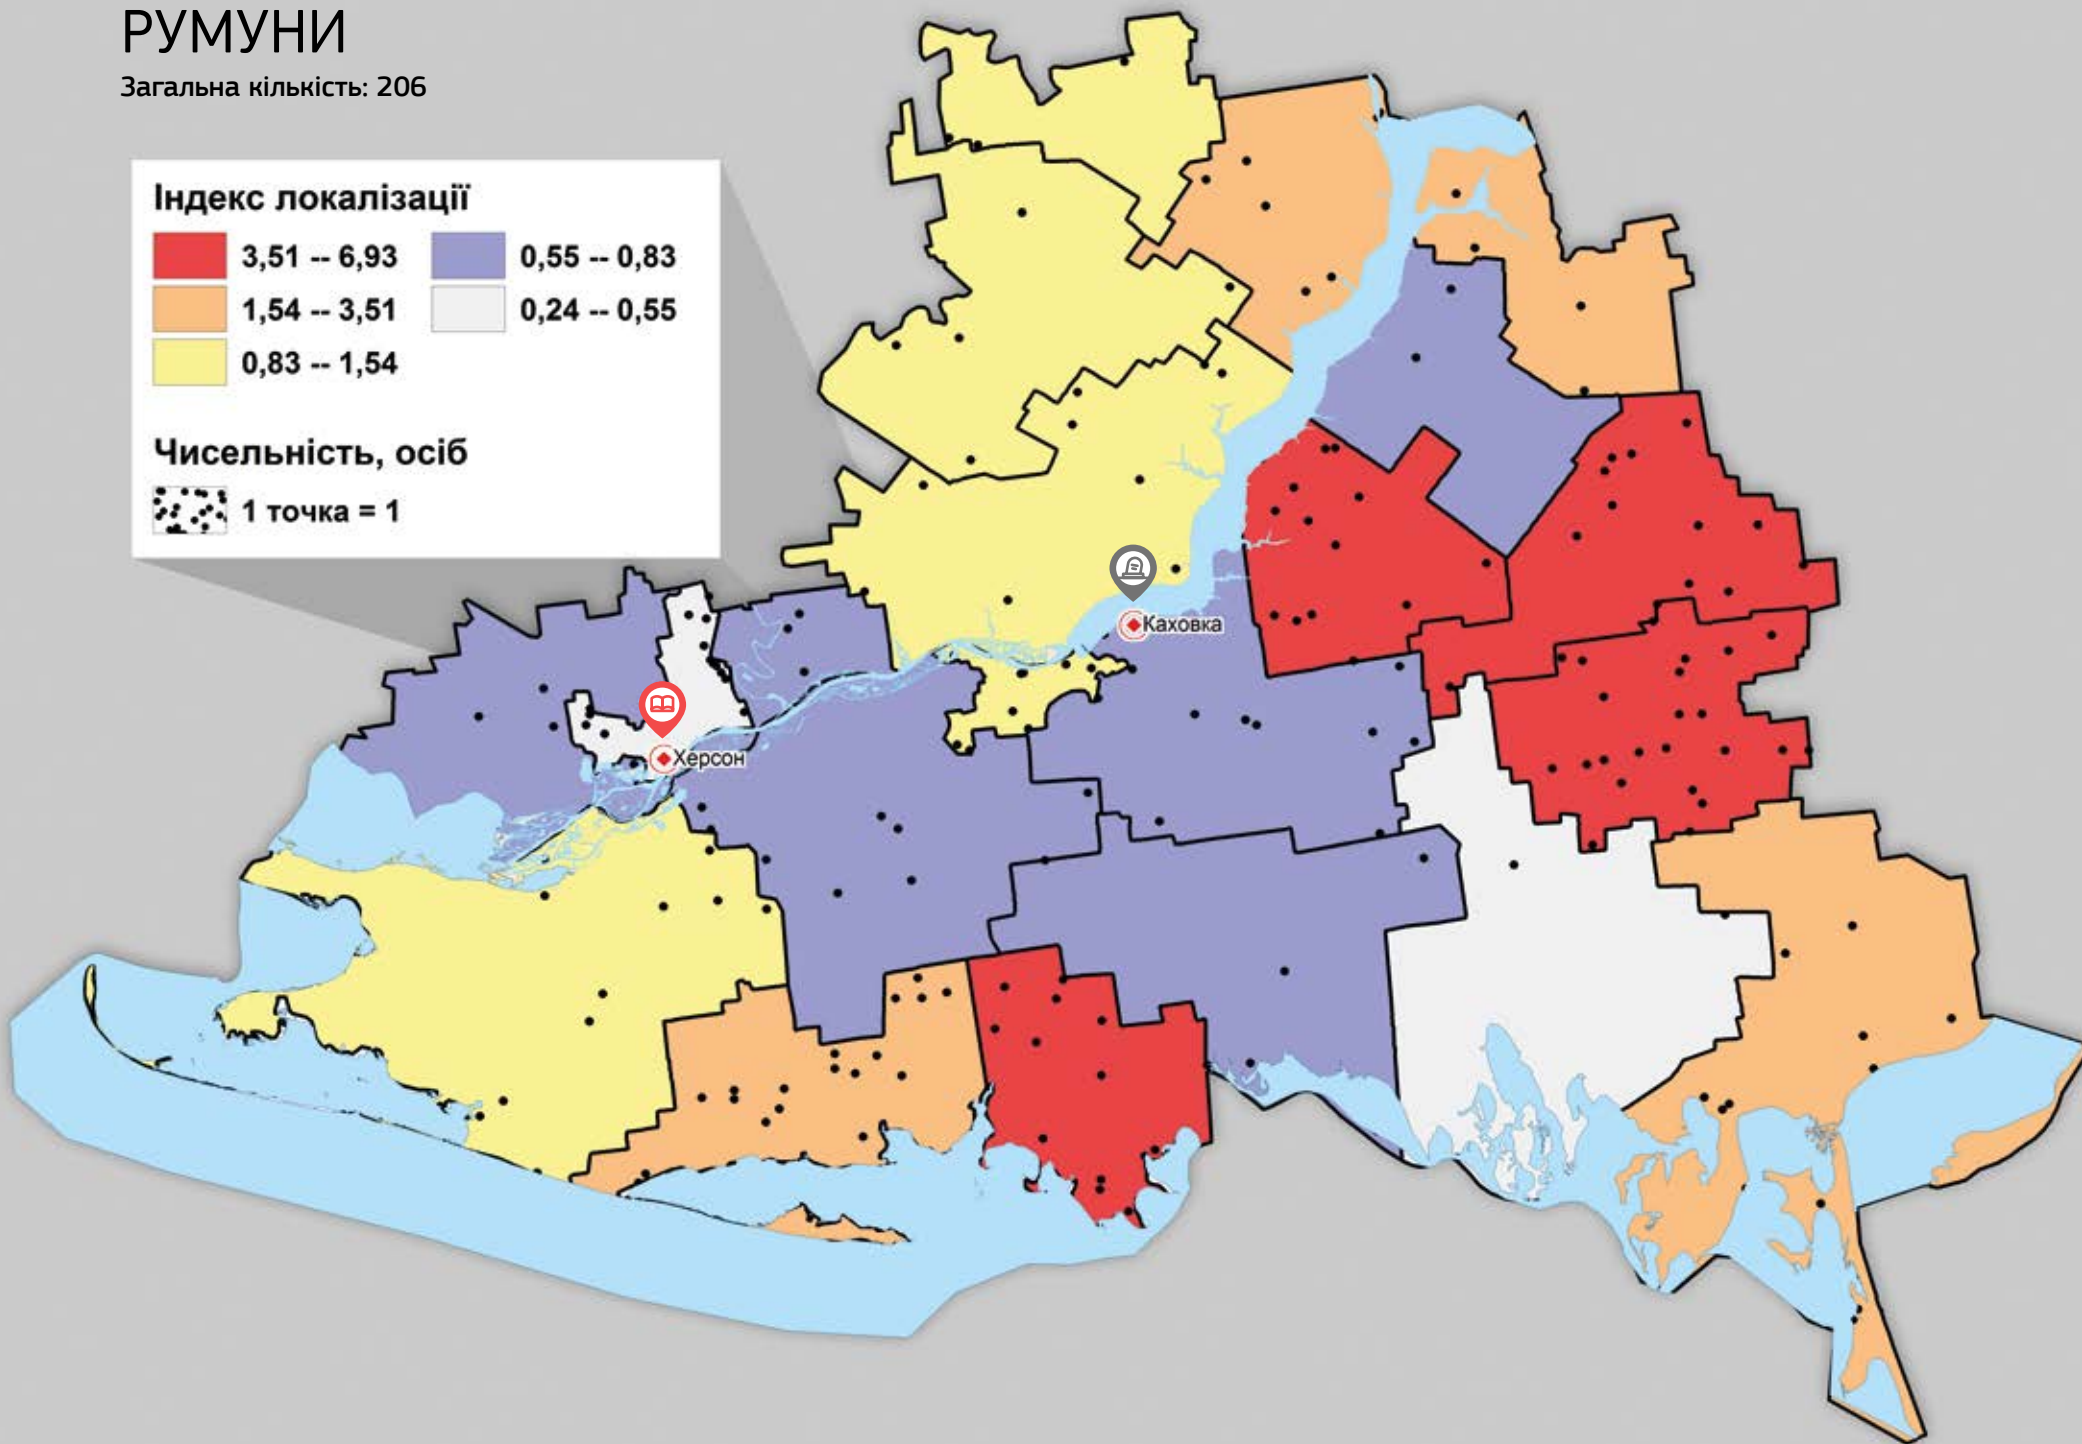 РУМУНИ
Загальна кількість: 206
Індекс локалізації
3,51 -- 6,93
0,55 -- 0,83
1,54 -- 3,51
0,24 -- 0,55
0,83 -- 1,54
Чисельність, осіб
1 точка = 1
Каховка
Херсон